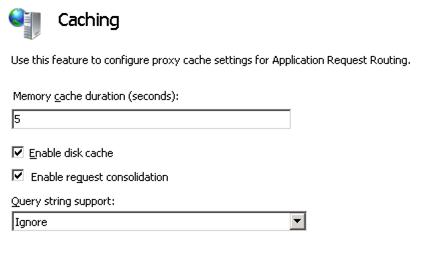 Caching
Use this feature to configure proxy cache settings for Application Request Routing.
Memory cache duration (seconds):
5
Enable disk cache
Enable request consolidation
Query string support:
Ignore